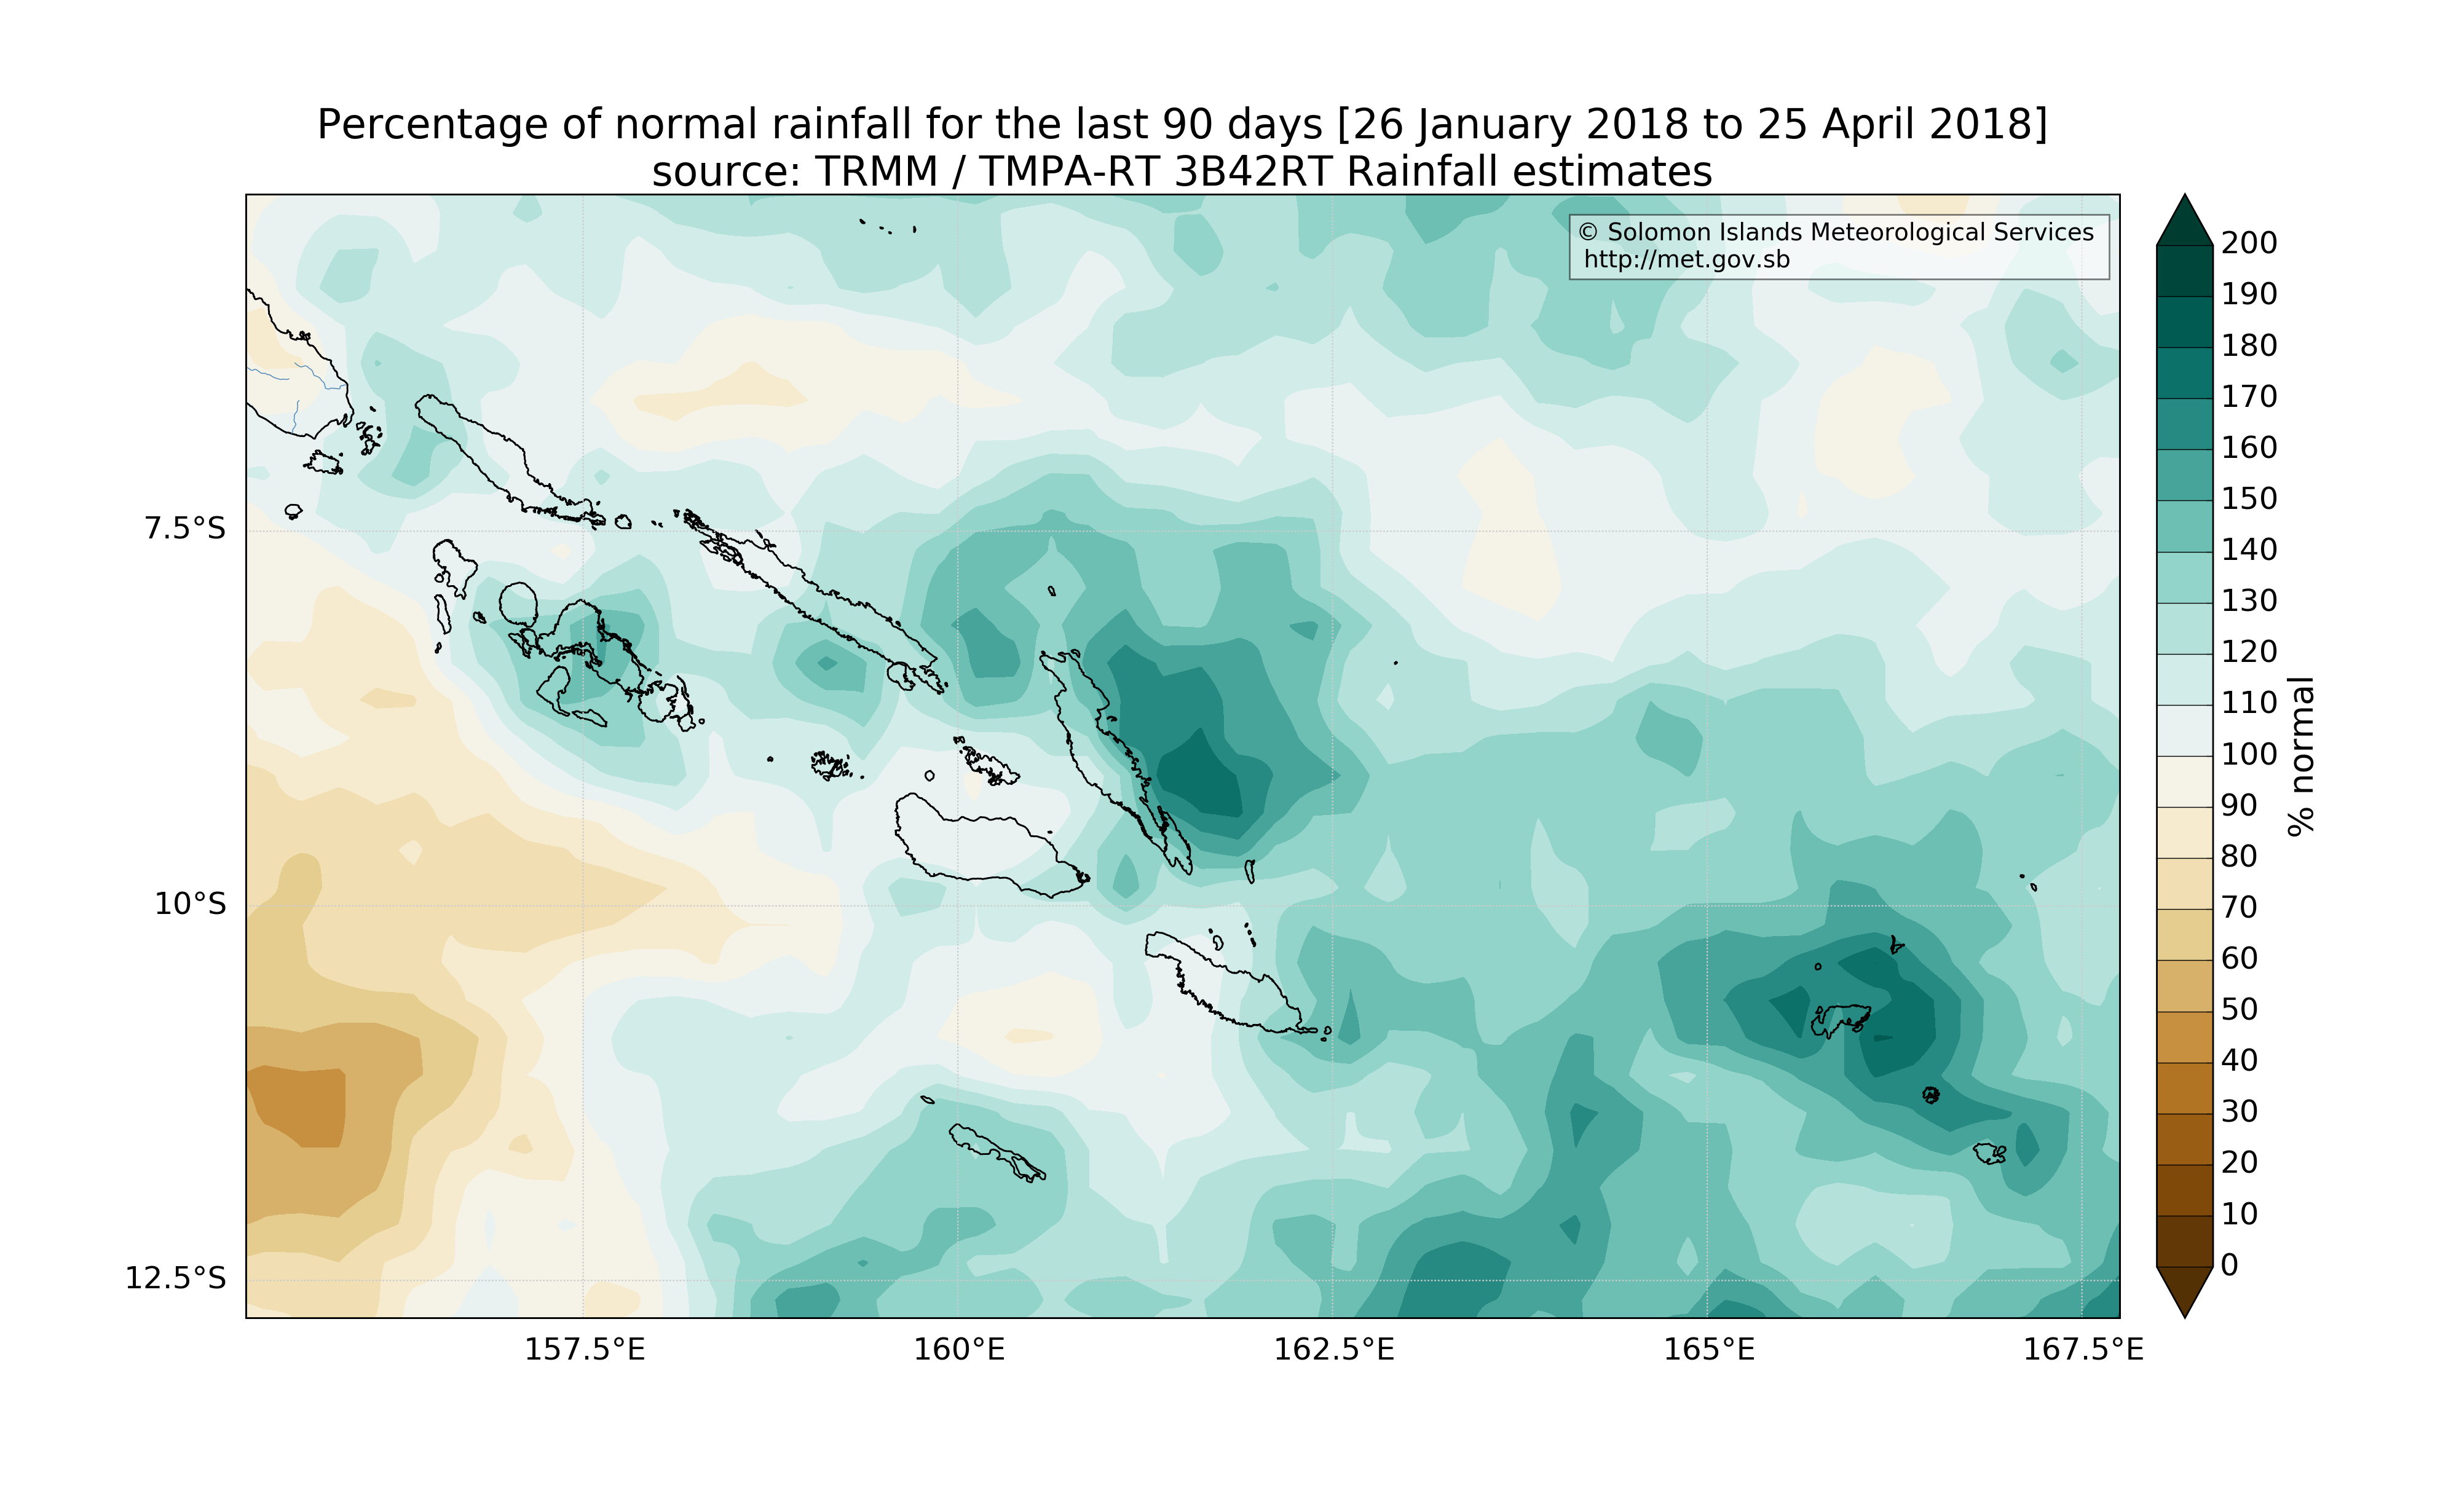 Percentage of normal rainfall for the last 90 days [26 January 2018 to 25 April 2018]
source: TRMM / TMPA-RT 3B42RT Rainfall estimates
© Solomon Islands Meteorological Services
http://met.gov.sb
7.5°S
10°S
12.5°S
157.5°E
160°E
162.5°E
165°E
167.5°E
200
190
180
170
160
150
140
130
120
110
100
90
80
70
60
50
40
30
20
10
0
% normal